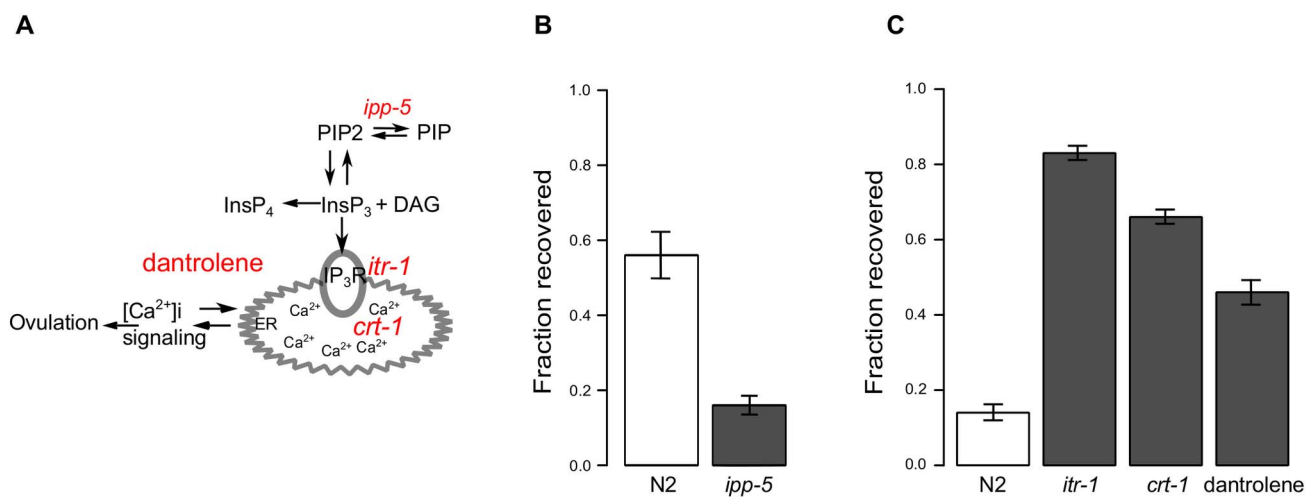 A
ipp-5
PIP2 PIP
InsP₄ InsP₃ + DAG
dantrolene
IP₃R itr-1
[Ca²⁺]i
Ovulation
signaling
ER
Ca²⁺ Ca²⁺
crt-1
Ca²⁺ Ca²⁺ Ca²⁺
B
Fraction recovered
1.0
0.8
0.6
0.4
0.2
0.0
N2 ipp-5
C
Fraction recovered
1.0
0.8
0.6
0.4
0.2
0.0
N2 itr-1 crt-1 dantrolene